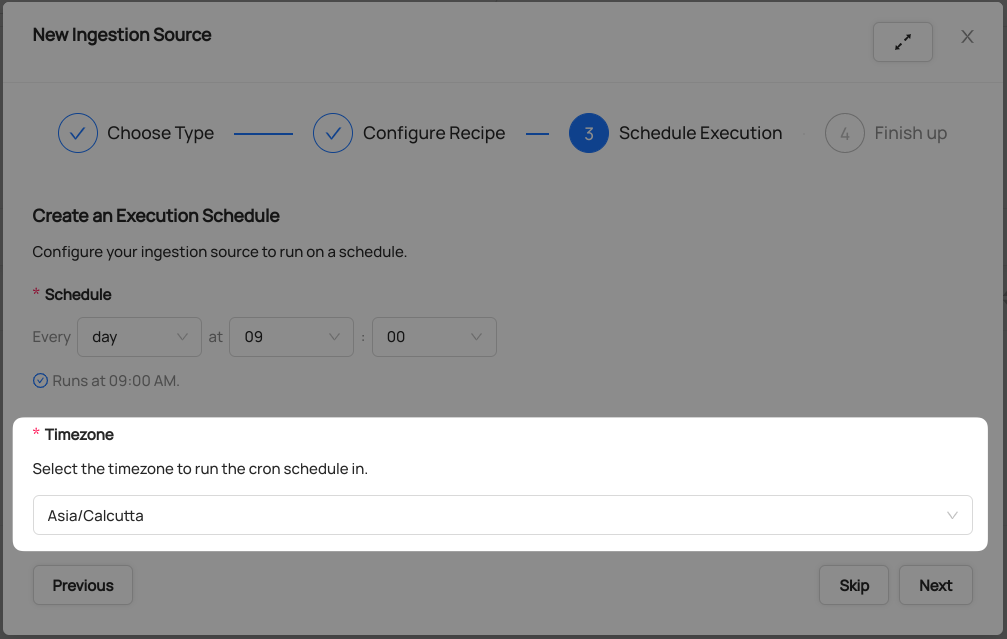 New Ingestion Source
Choose Type
Configure Recipe
3 Schedule Execution
4 Finish up
Create an Execution Schedule
Configure your ingestion source to run on a schedule.
* Schedule
Every day at 09 : 00
Runs at 09:00 AM.
* Timezone
Select the timezone to run the cron schedule in.
Asia/Calcutta
Previous
Skip
Next